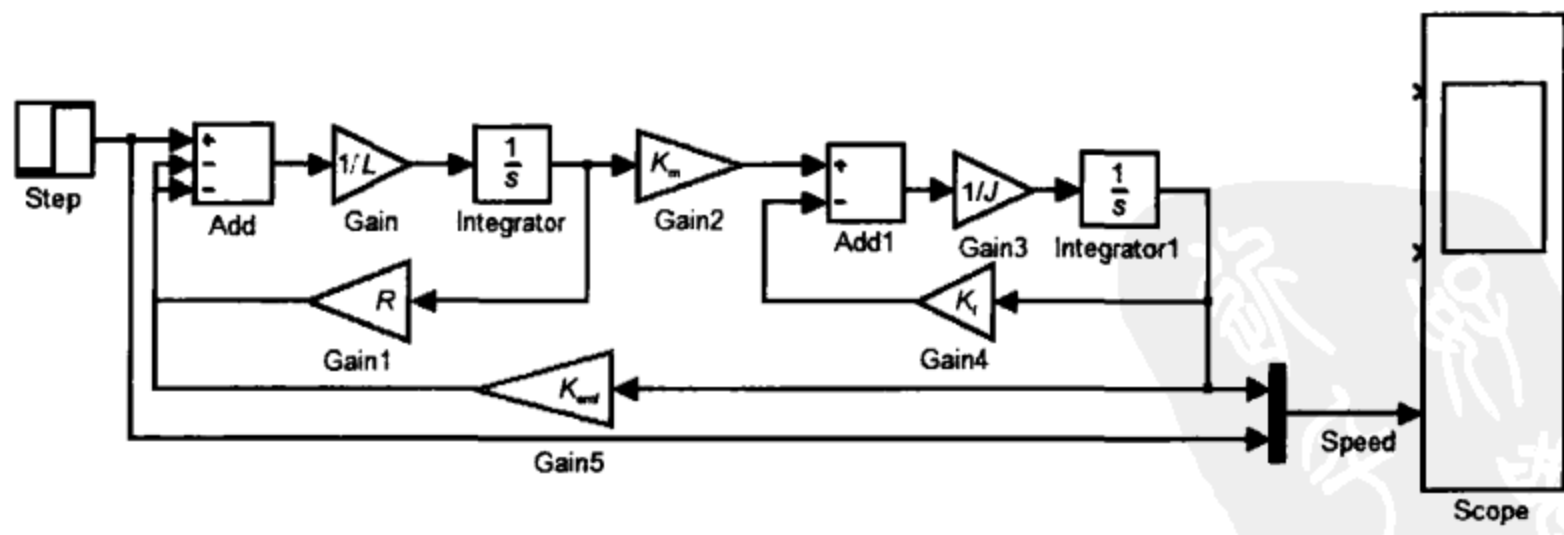 Step
+
-
-
Add
1/L
Gain
1
s
Integrator
Kₘ
Gain2
+
-
Add1
1/J
Gain3
1
s
Integrator1
R
Gain1
K_f
Gain4
K_emf
Gain5
Speed
Scope